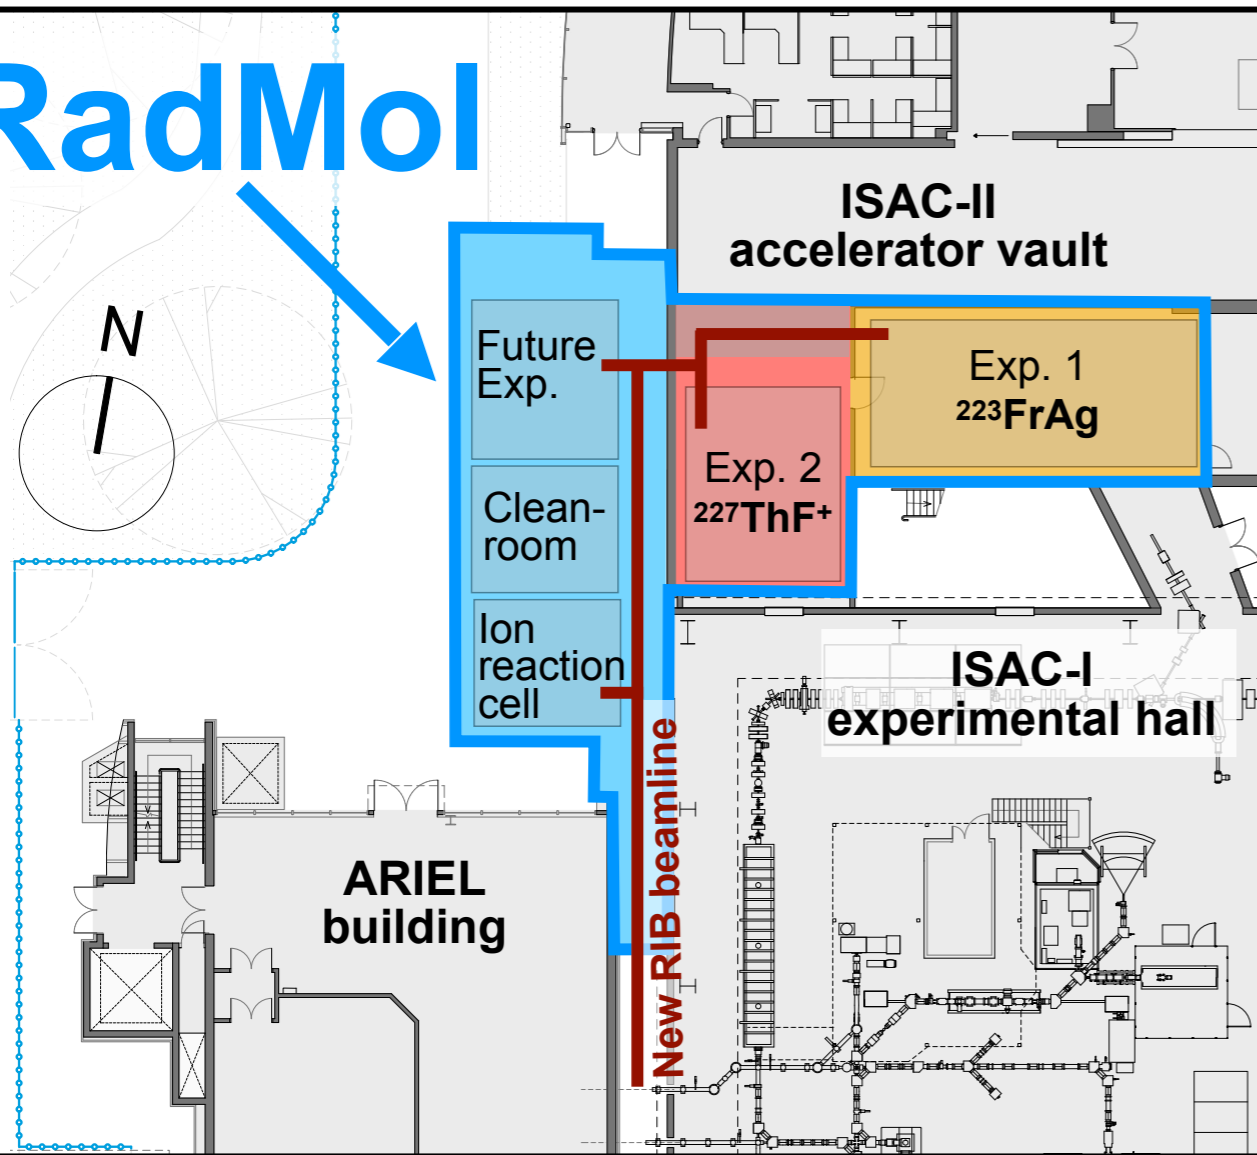 RadMol
N
ISAC-II
accelerator vault
Future
Exp.
Exp. 1
²²³FrAg
Exp. 2
²²⁷ThF⁺
Clean-
room
Ion
reaction
cell
ISAC-I
experimental hall
New RIB beamline
ARIEL
building